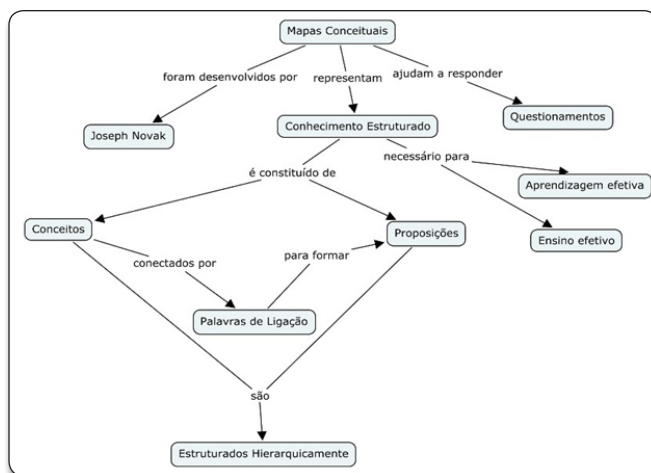 Mapas Conceituais
foram desenvolvidos por
representam
ajudam a responder
Joseph Novak
Conhecimento Estruturado
Questionamentos
necessário para
é constituído de
Aprendizagem efetiva
Conceitos
Proposições
Ensino efetivo
conectados por
para formar
Palavras de Ligação
são
Estruturados Hierarquicamente